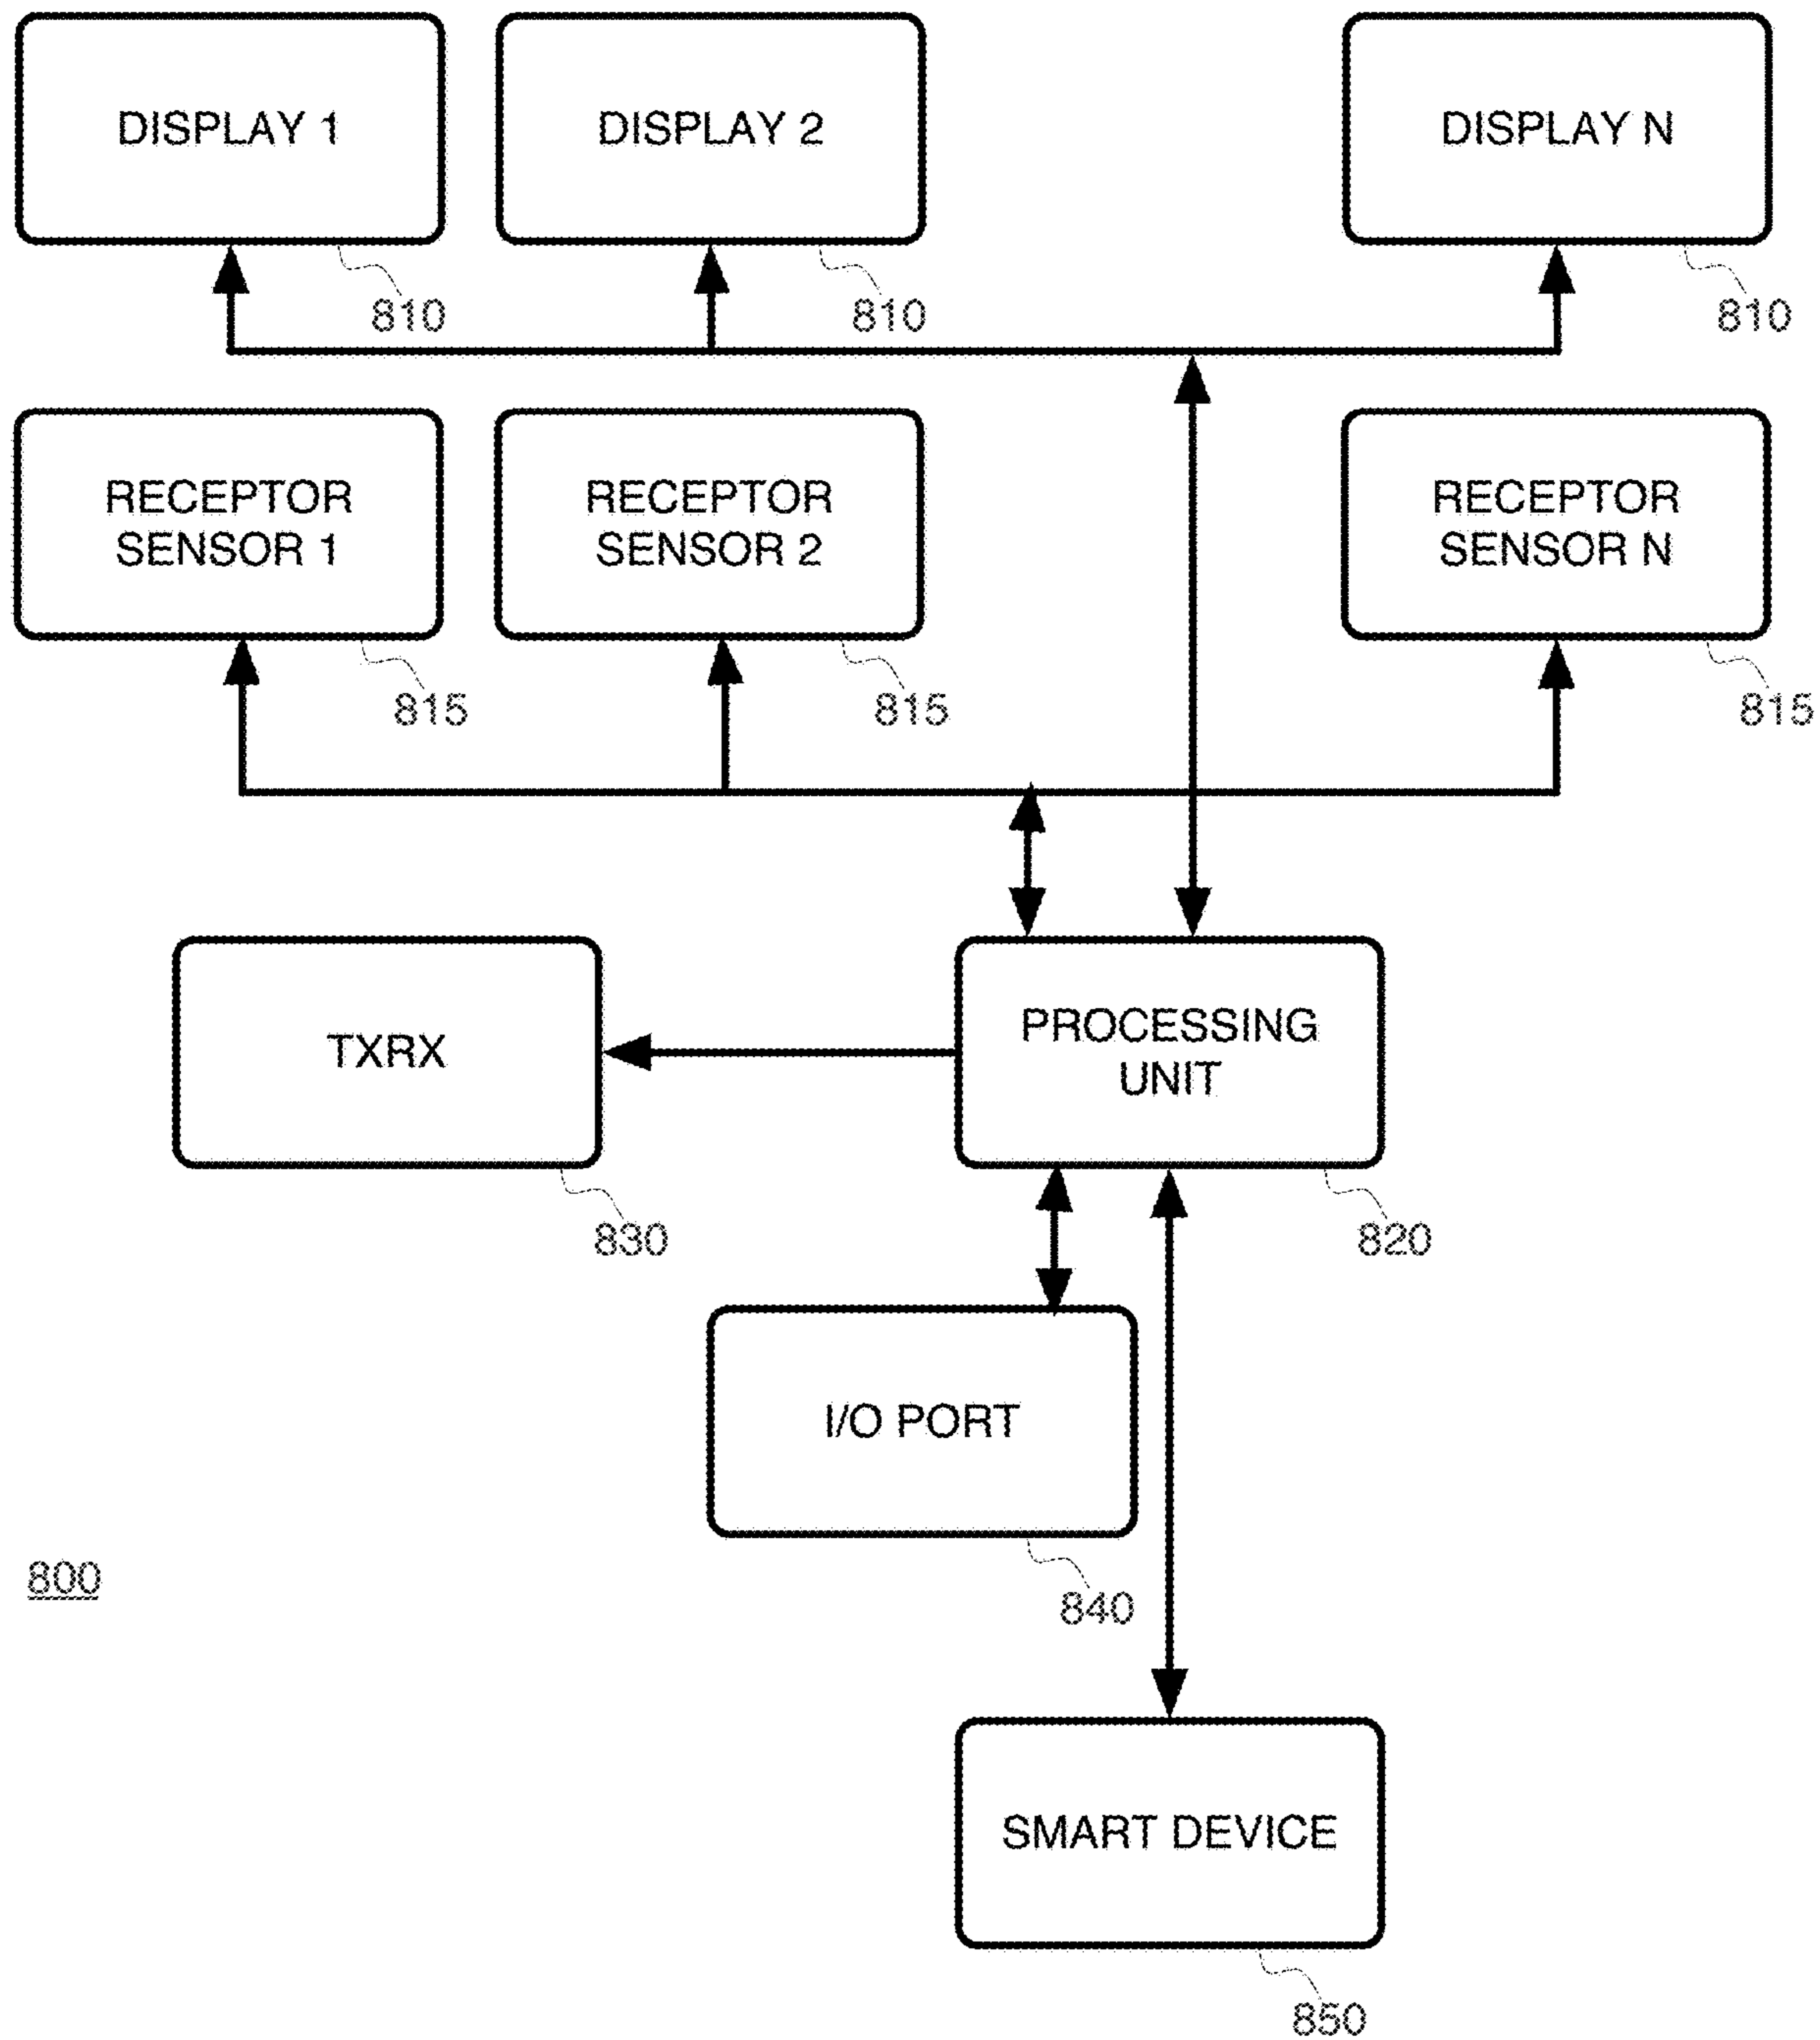 DISPLAY 1
DISPLAY 2
DISPLAY N
810
810
810
RECEPTOR
SENSOR 1
RECEPTOR
SENSOR 2
RECEPTOR
SENSOR N
815
815
815
TXRX
PROCESSING
UNIT
830
820
I/O PORT
800
840
SMART DEVICE
850